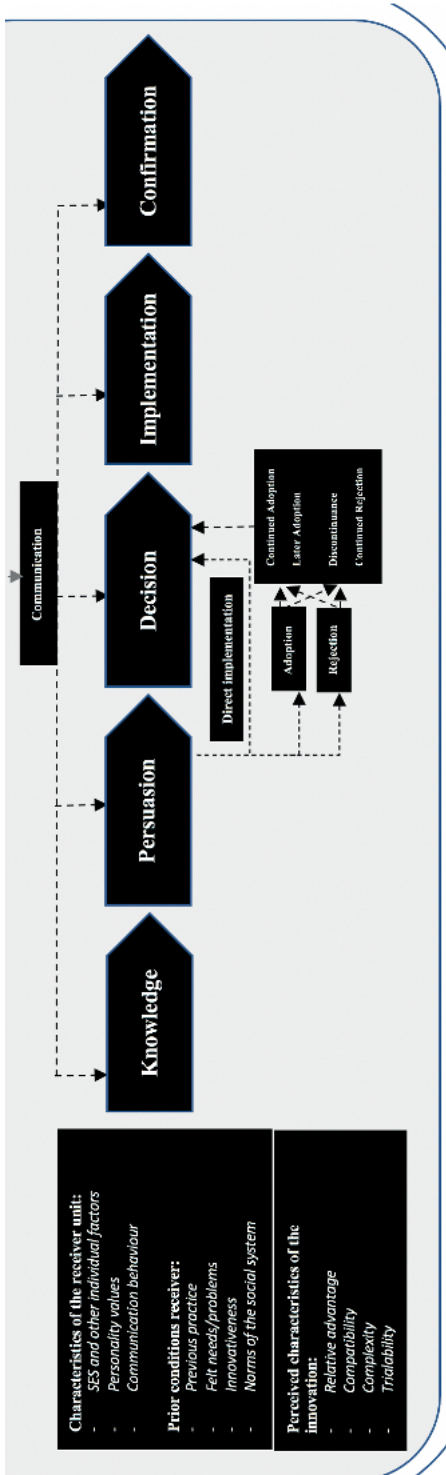 Communication
Knowledge
Persuasion
Decision
Implementation
Confirmation
Direct implementation
Adoption
Rejection
Continued Adoption
Later Adoption
Discontinuance
Continued Rejection
Characteristics of the receiver unit:
- SES and other individual factors
- Personality values
- Communication behaviour
Prior conditions receiver:
- Previous practice
- Felt needs/problems
- Innovativeness
- Norms of the social system
Perceived characteristics of the
innovation:
- Relative advantage
- Compatibility
- Complexity
- Trialability